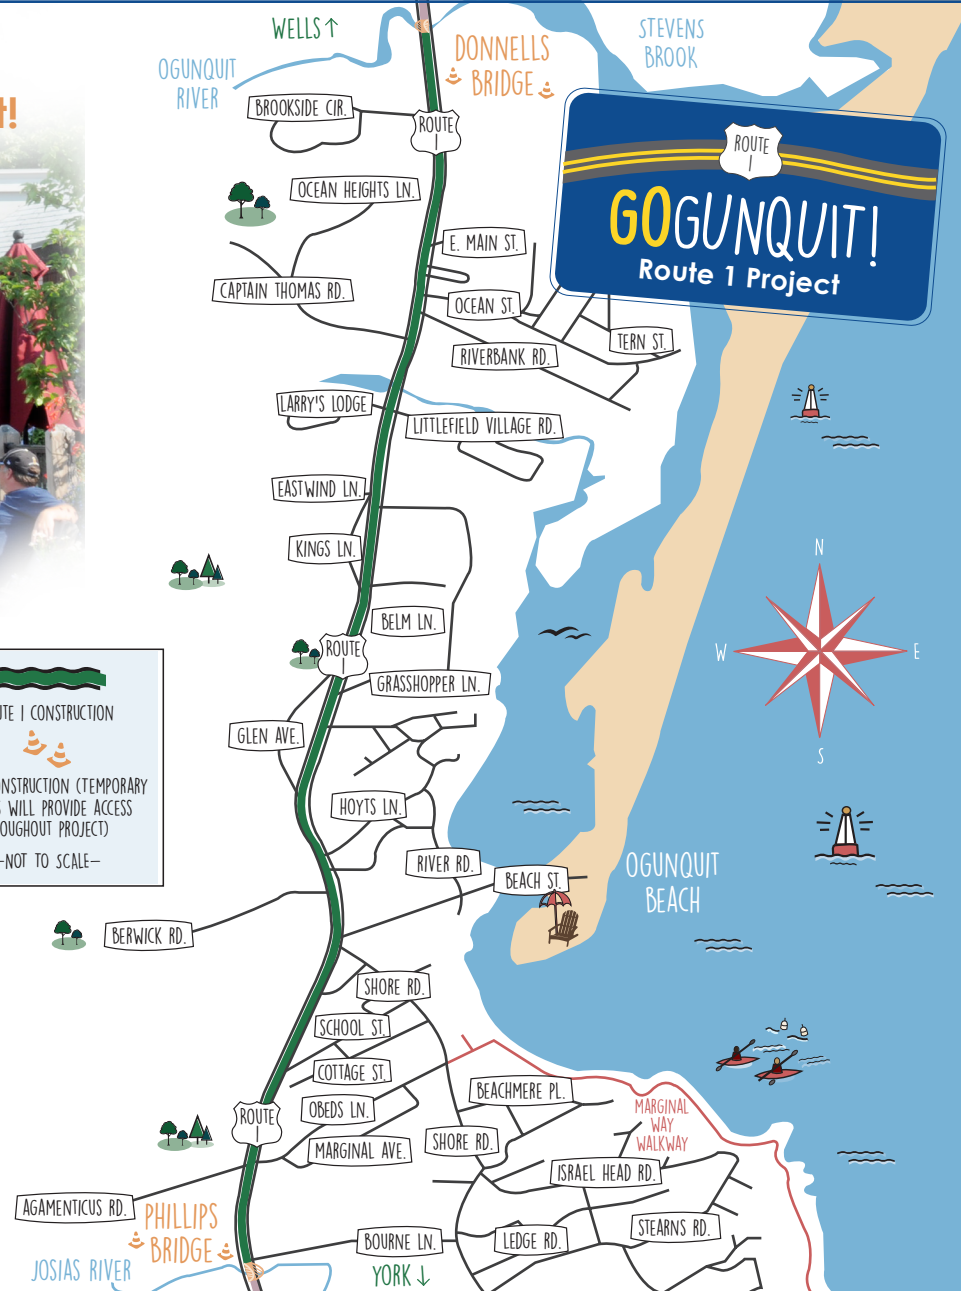 WELLS ↑
DONNELLS
BRIDGE
STEVENS
BROOK
OGUNQUIT
RIVER
BROOKSIDE CIR.
ROUTE
1
ROUTE
1
GOGUNQUIT!
Route 1 Project
OCEAN HEIGHTS LN.
E. MAIN ST.
CAPTAIN THOMAS RD.
OCEAN ST.
TERN ST.
RIVERBANK RD.
LARRY'S LODGE
LITTLEFIELD VILLAGE RD.
EASTWIND LN.
KINGS LN.
N
W
E
S
BELM LN.
ROUTE
1
GRASSHOPPER LN.
GLEN AVE.
1 CONSTRUCTION
(TEMPORARY
WILL PROVIDE ACCESS
PROJECT)
–NOT TO SCALE–
HOYTS LN.
RIVER RD.
BEACH ST.
OGUNQUIT
BEACH
BERWICK RD.
SHORE RD.
SCHOOL ST.
COTTAGE ST.
BEACHMERE PL.
OBEDS LN.
ROUTE
1
MARGINAL
WAY
WALKWAY
SHORE RD.
MARGINAL AVE.
ISRAEL HEAD RD.
AGAMENTICUS RD.
PHILLIPS
BRIDGE
STEARNS RD.
BOURNE LN.
LEDGE RD.
JOSIAS RIVER
YORK ↓